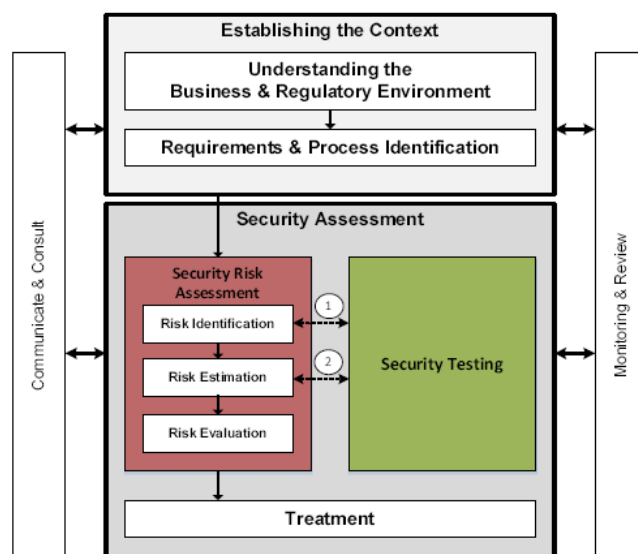 Establishing the Context
Understanding the
Business & Regulatory Environment
Requirements & Process Identification
Communicate & Consult
Monitoring & Review
Security Assessment
Security Risk
Assessment
Risk Identification
1
Risk Estimation
2
Security Testing
Risk Evaluation
Treatment